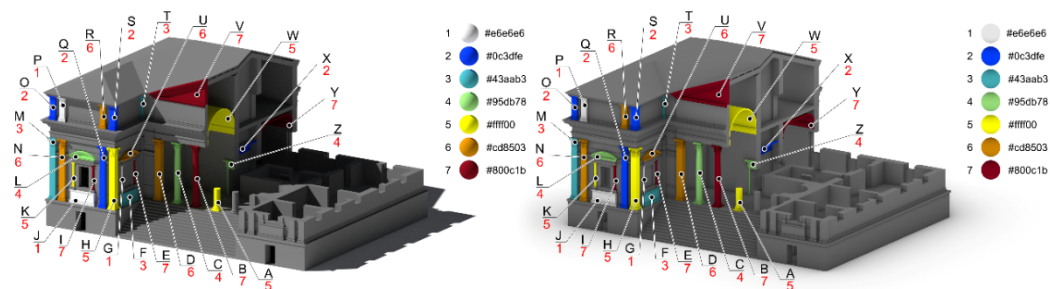 S T U V W
2 3 6 7 5
R
6
Q
2
P
1
O
2
M
3
N
6
L
4
K
5
J
1
I
7
H
5
G
1
F
3
E
7
D
6
C
4
B
7
A
5
X
2
Y
7
Z
4
1 #e6e6e6
2 #0c3dfe
3 #43aab3
4 #95db78
5 #ffff00
6 #cd8503
7 #800c1b
S T U V W
2 3 6 7 5
R
6
Q
2
P
1
O
2
M
3
N
6
L
4
K
5
J
1
I
7
H
5
G
1
F
3
E
7
D
6
C
4
B
7
A
5
X
2
Y
7
Z
4
1 #e6e6e6
2 #0c3dfe
3 #43aab3
4 #95db78
5 #ffff00
6 #cd8503
7 #800c1b